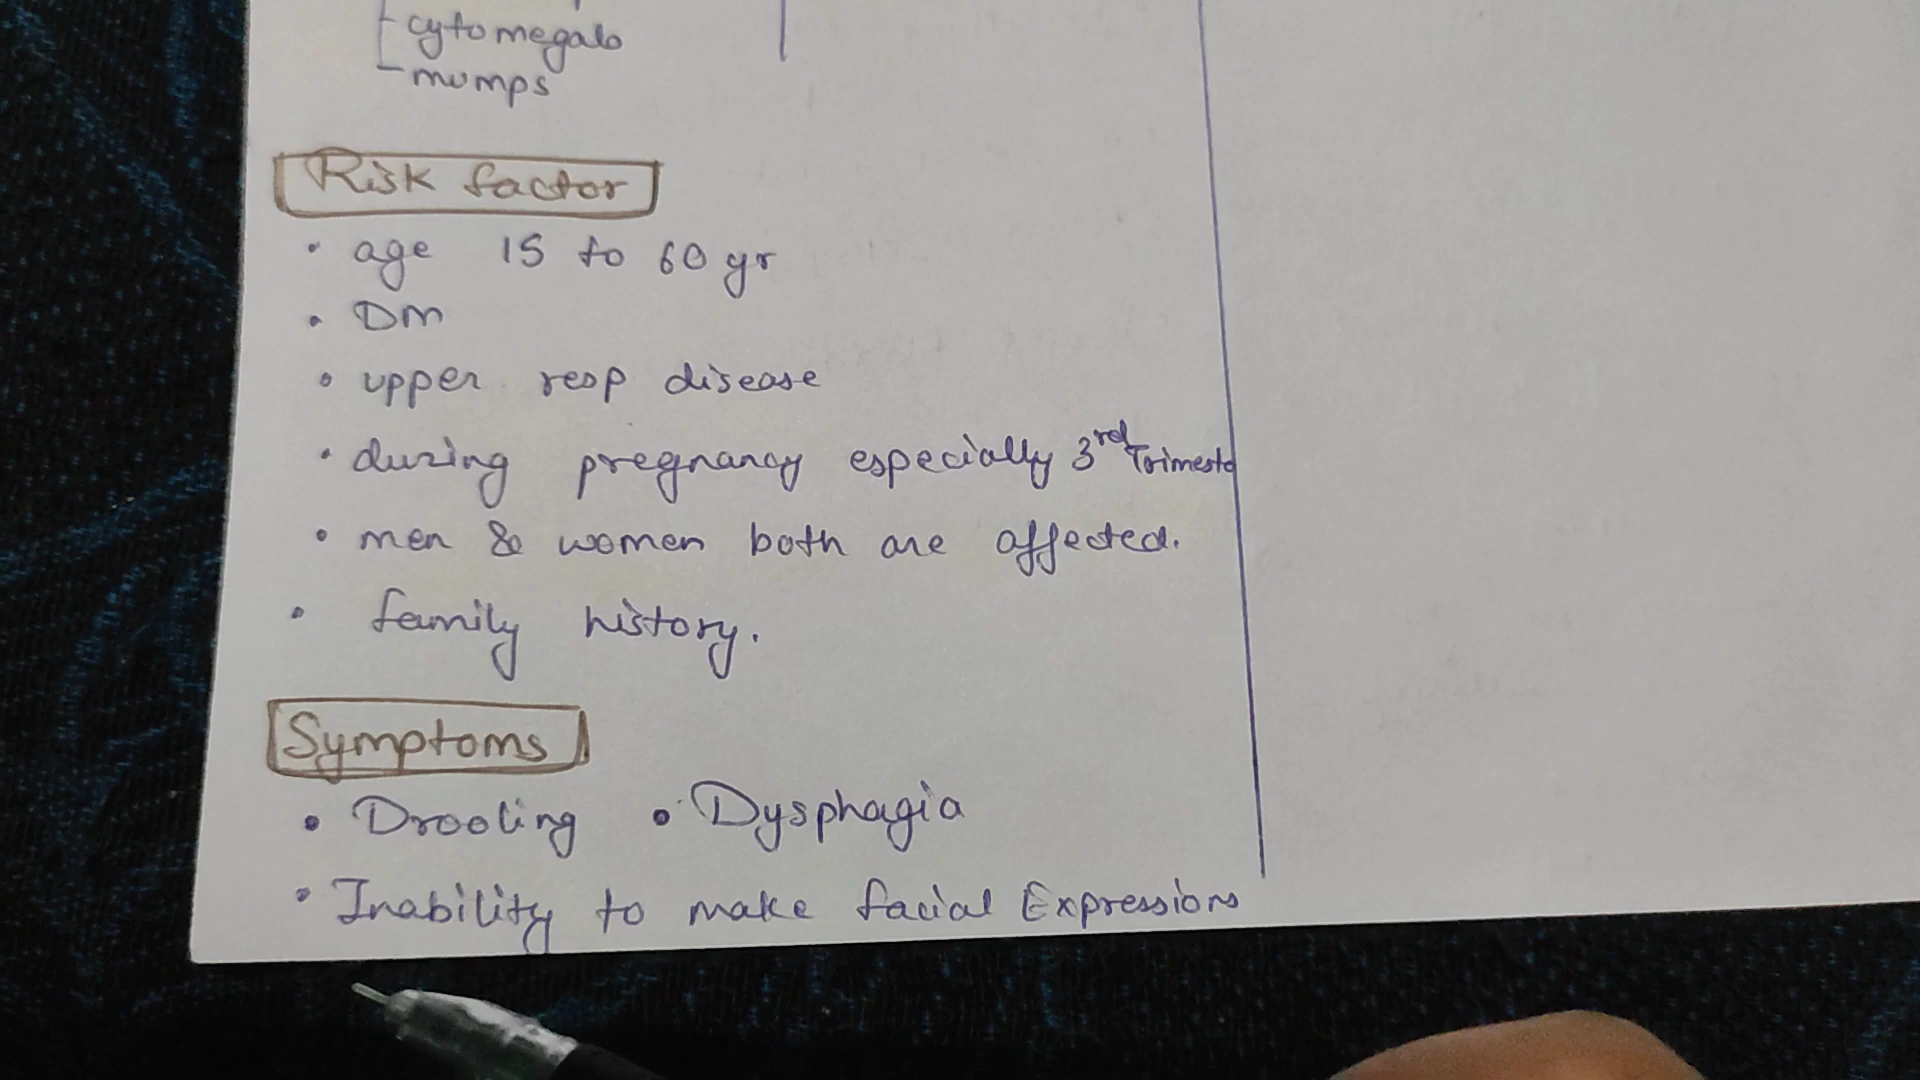 cytomegalo
mumps
Risk factor
• age 15 to 60 yr
• DM
• upper resp disease
• during pregnancy especially 3rd Trimeste
• men & women both are affected.
• family history.
Symptoms
• Drooling • Dysphagia
• Inability to make facial Expressions